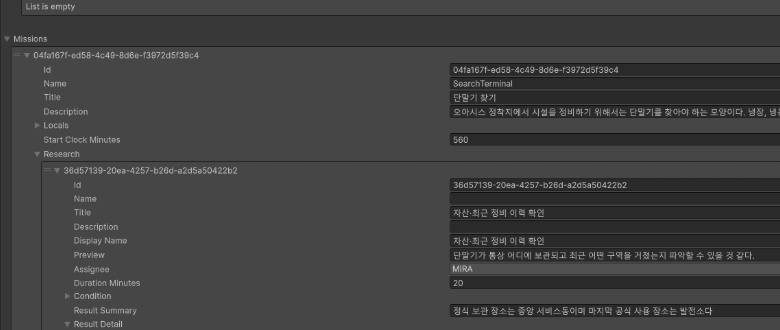 List is empty
Missions
04fa167f-ed58-4c49-8d6e-f3972d5f39c4
Id 04fa167f-ed58-4c49-8d6e-f3972d5f39c4
Name SearchTerminal
Title 단말기 찾기
Description 오아시스 정착지에서 시설을 정비하기 위해서는 단말기를 찾아야 하는 모양이다. 냉장,
Locals
Start Clock Minutes 560
Research
36d57139-20ea-4257-b26d-a2d5a50422b2
Id 36d57139-20ea-4257-b26d-a2d5a50422b2
Name
Title 자산·최근 정비 이력 확인
Description
Display Name 자산·최근 정비 이력 확인
Preview 단말기가 통상 어디에 보관되고 최근 어떤 구역을 거쳤는지 파악할 수 있을 것 같다.
Assignee MIRA
Duration Minutes 20
Condition
Result Summary 정식 보관 장소는 중앙 서비스동이며 마지막 공식 사용 장소는 발전소다
Result Detail